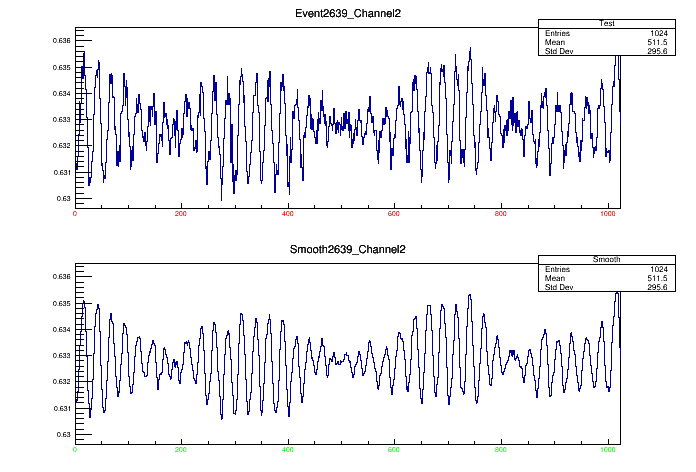 Event2639_Channel2
Test
Entries 1024
Mean 511.5
Std Dev 295.6
0.636
0.635
0.634
0.633
0.632
0.631
0.63
0 200 400 600 800 1000
Smooth2639_Channel2
Smooth
Entries 1024
Mean 511.5
Std Dev 295.6
0.636
0.635
0.634
0.633
0.632
0.631
0.63
0 200 400 600 800 1000